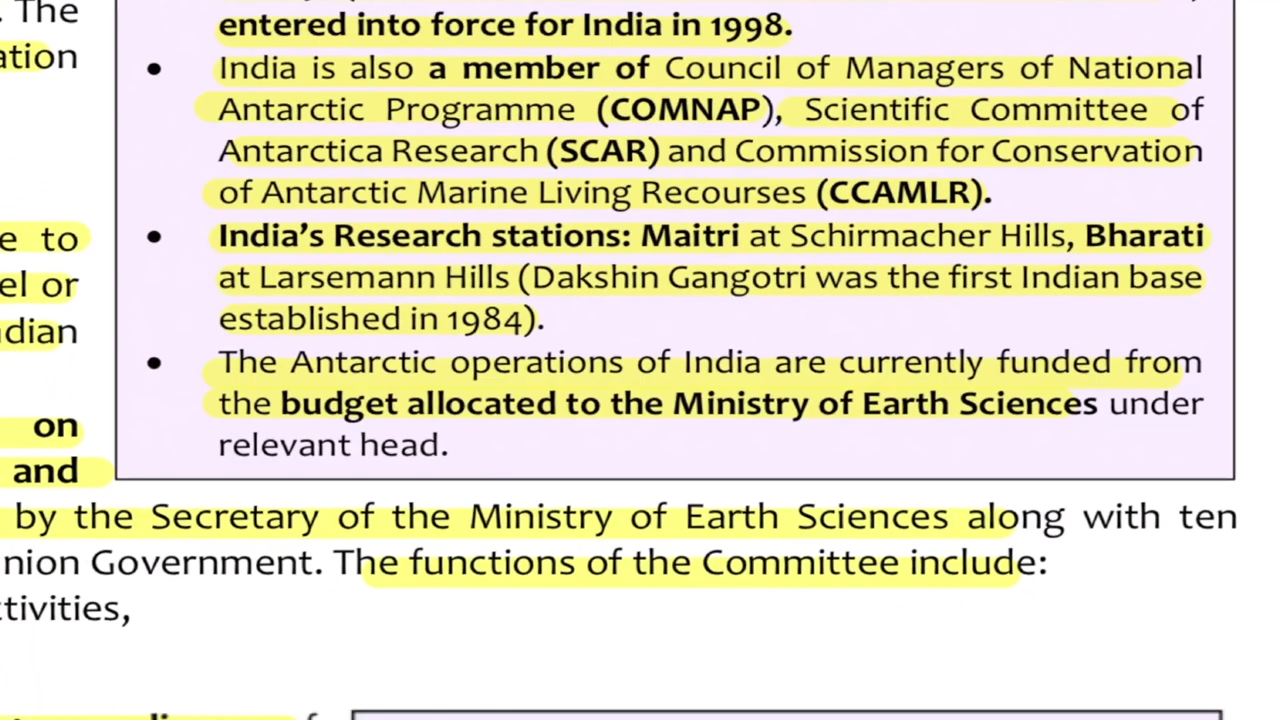 . The
ation
entered into force for India in 1998.
• India is also a member of Council of Managers of National
Antarctic Programme (COMNAP), Scientific Committee of
Antarctica Research (SCAR) and Commission for Conservation
of Antarctic Marine Living Recourses (CCAMLR).
e to
el or
ndian
• India's Research stations: Maitri at Schirmacher Hills, Bharati
at Larsemann Hills (Dakshin Gangotri was the first Indian base
established in 1984).
• The Antarctic operations of India are currently funded from
the budget allocated to the Ministry of Earth Sciences under
relevant head.
on
and
by the Secretary of the Ministry of Earth Sciences along with ten
nion Government. The functions of the Committee include:
ctivities,